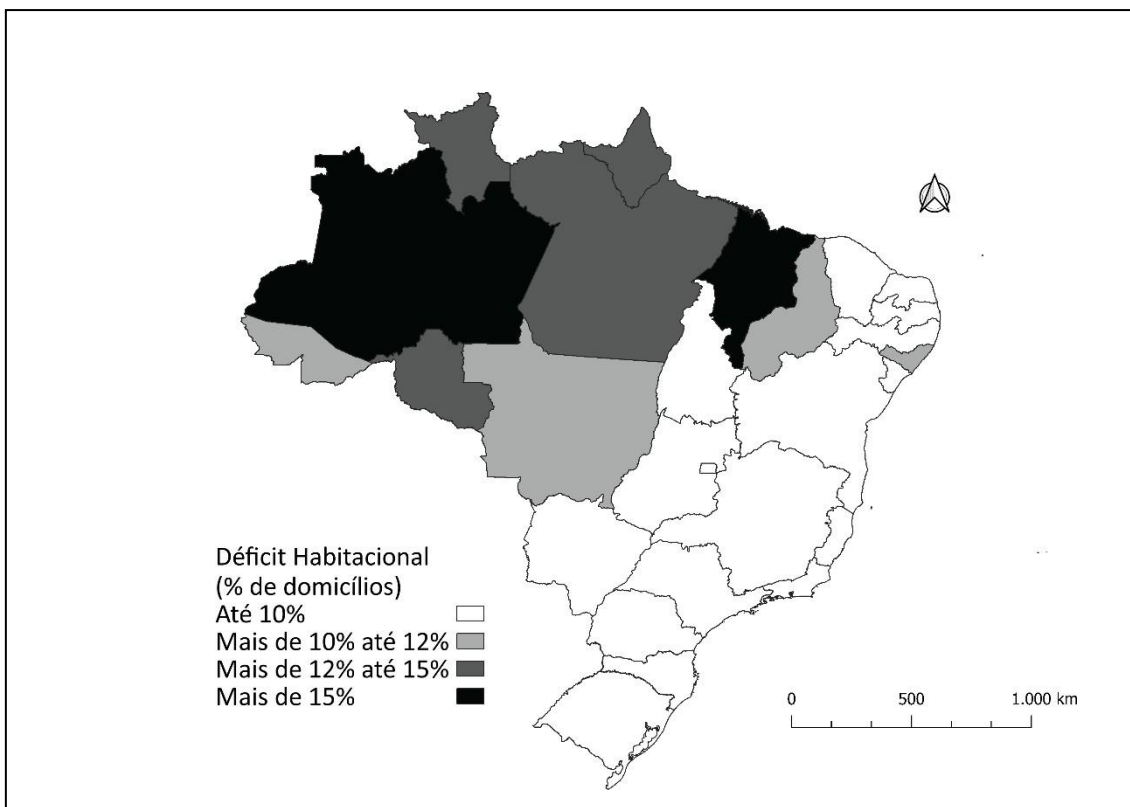 Déficit Habitacional
(% de domicílios)
Até 10%
Mais de 10% até 12%
Mais de 12% até 15%
Mais de 15%
0 500 1.000 km